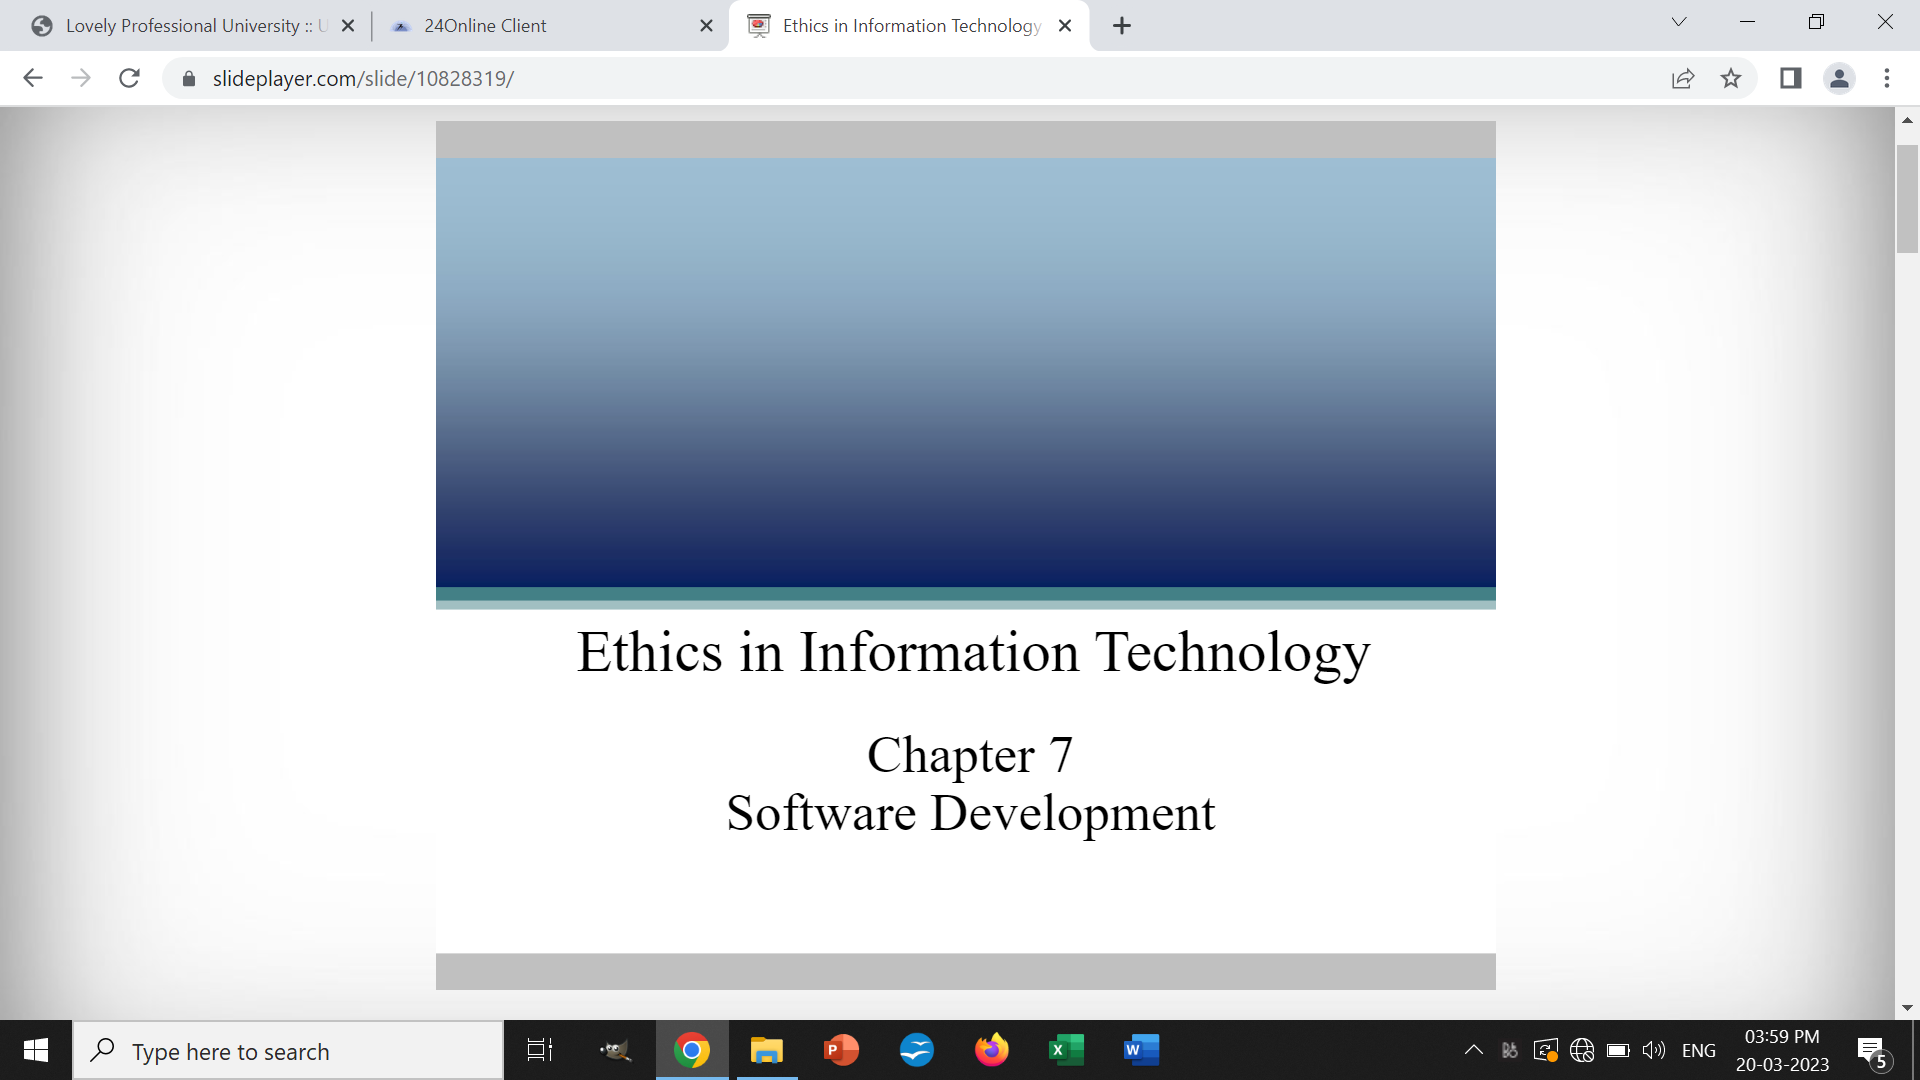 Lovely Professional University :: U
24Online Client
Ethics in Information Technology
slideplayer.com/slide/10828319/
Ethics in Information Technology
Chapter 7
Software Development
Type here to search
P
X
W
ENG
03:59 PM
20-03-2023
5